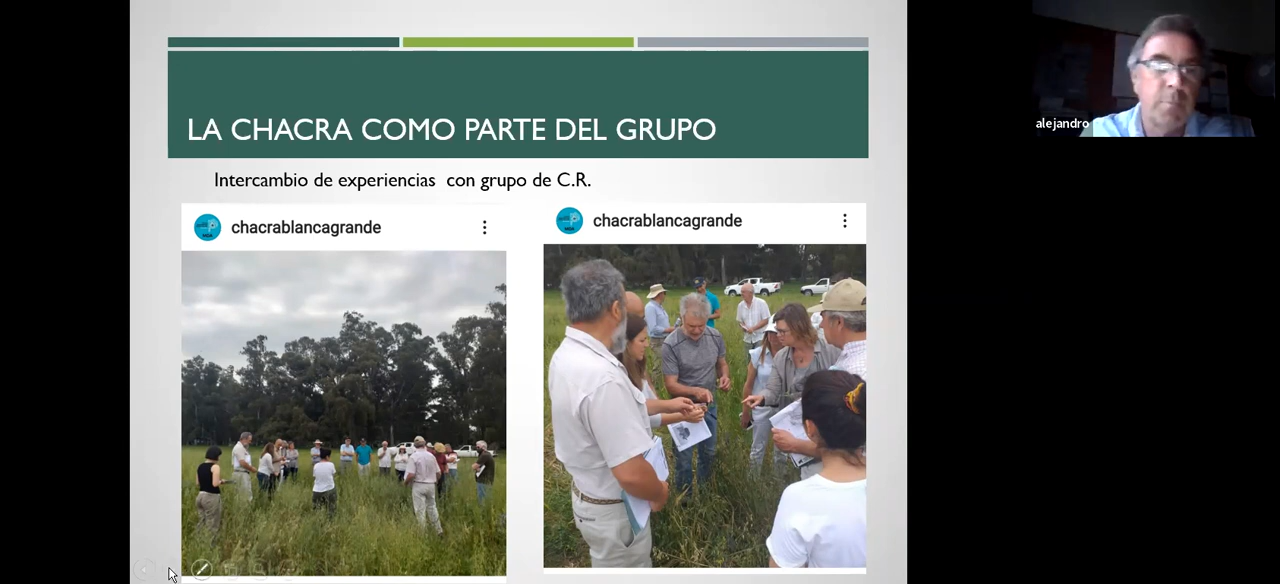 LA CHACRA COMO PARTE DEL GRUPO
Intercambio de experiencias con grupo de C.R.
chacrablancagrande
chacrablancagrande
alejandro